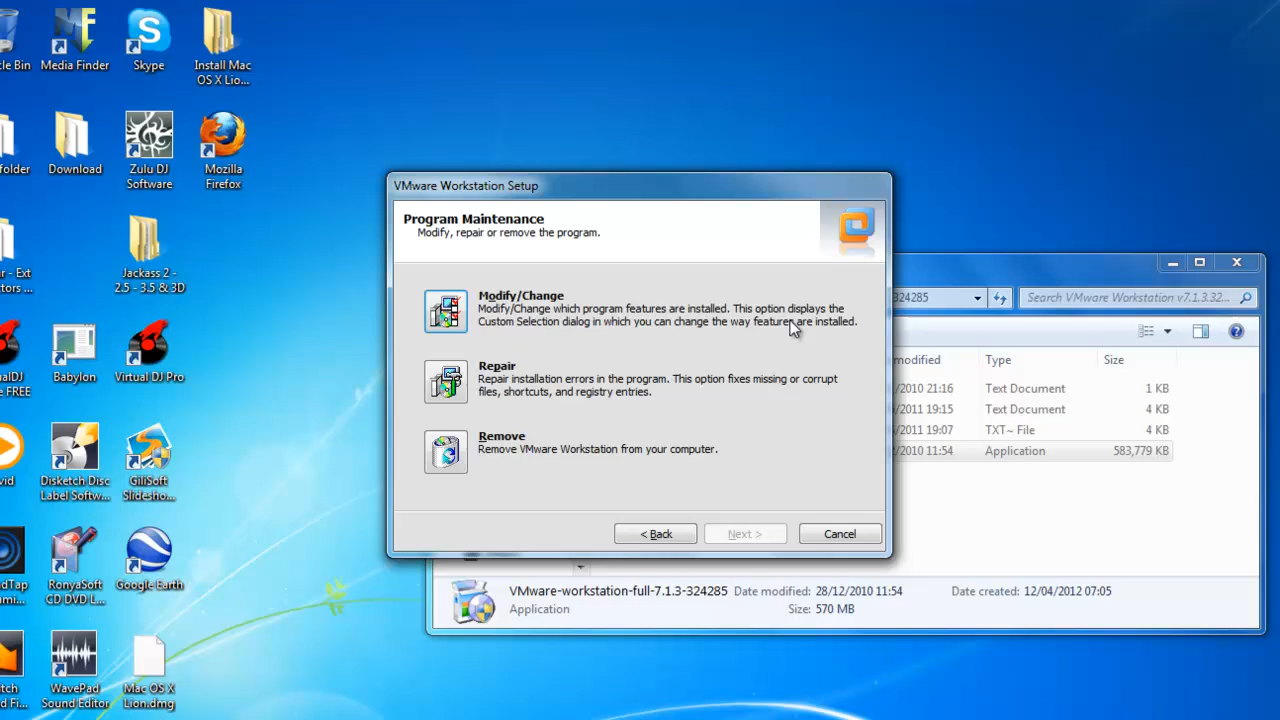 cle Bin
Media Finder
Skype
Install Mac
OS X Lio...
folder
Download
Zulu DJ
Software
Mozilla
Firefox
ar - Ext
ctors ...
Jackass 2 -
2.5 - 3.5 & 3D
ualDJ
e FREE
Babylon
Virtual DJ Pro
vid
Disketch Disc
Label Softw...
GiliSoft
Slidesho...
ndTap
mi...
RonyaSoft
CD DVD L...
Google Earth
itch
d Fi...
WavePad
Sound Editor
Mac OS X
Lion.dmg
VMware Workstation Setup
Program Maintenance
Modify, repair or remove the program.
Modify/Change
Modify/Change which program features are installed. This option displays the
Custom Selection dialog in which you can change the way features are installed.
Repair
Repair installation errors in the program. This option fixes missing or corrupt
files, shortcuts, and registry entries.
Remove
Remove VMware Workstation from your computer.
< Back
Next >
Cancel
324285
Search VMware Workstation v7.1.3.32...
modified
Type
Size
/2010 21:16
Text Document
1 KB
/2011 19:15
Text Document
4 KB
/2011 19:07
TXT~ File
4 KB
/2010 11:54
Application
583,779 KB
VMware-workstation-full-7.1.3-324285
Date modified: 28/12/2010 11:54
Date created: 12/04/2012 07:05
Application
Size: 570 MB